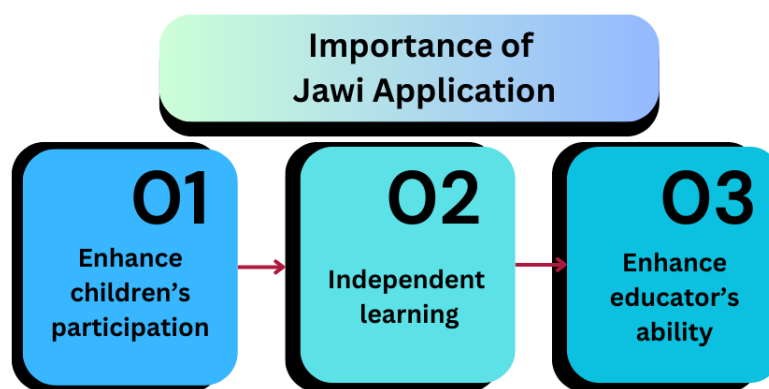 Importance of
Jawi Application
01
Enhance
children's
participation
02
Independent
learning
03
Enhance
educator's
ability